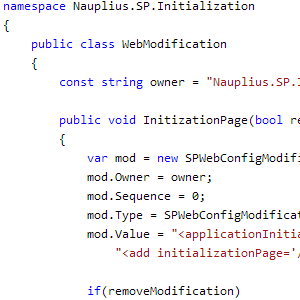 namespace Nauplius.SP.Initialization
{
public class WebModification
{
const string owner = "Nauplius.SP.I
public void InitizationPage(bool re
{
var mod = new SPWebConfigModifi
mod.Owner = owner;
mod.Sequence = 0;
mod.Type = SPWebConfigModificat
mod.Value = "<applicationInitia
"<add initializationPage='/
if(removeModification)